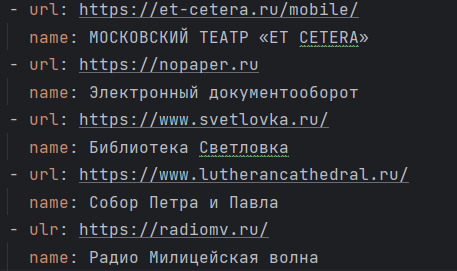 - url: https://et-cetera.ru/mobile/
name: МОСКОВСКИЙ ТЕАТР «ET CETERA»
- url: https://nopaper.ru
name: Электронный документооборот
- url: https://www.svetlovka.ru/
name: Библиотека Светловка
- url: https://www.lutherancathedral.ru/
name: Собор Петра и Павла
- ulr: https://radiomv.ru/
name: Радио Милицейская волна